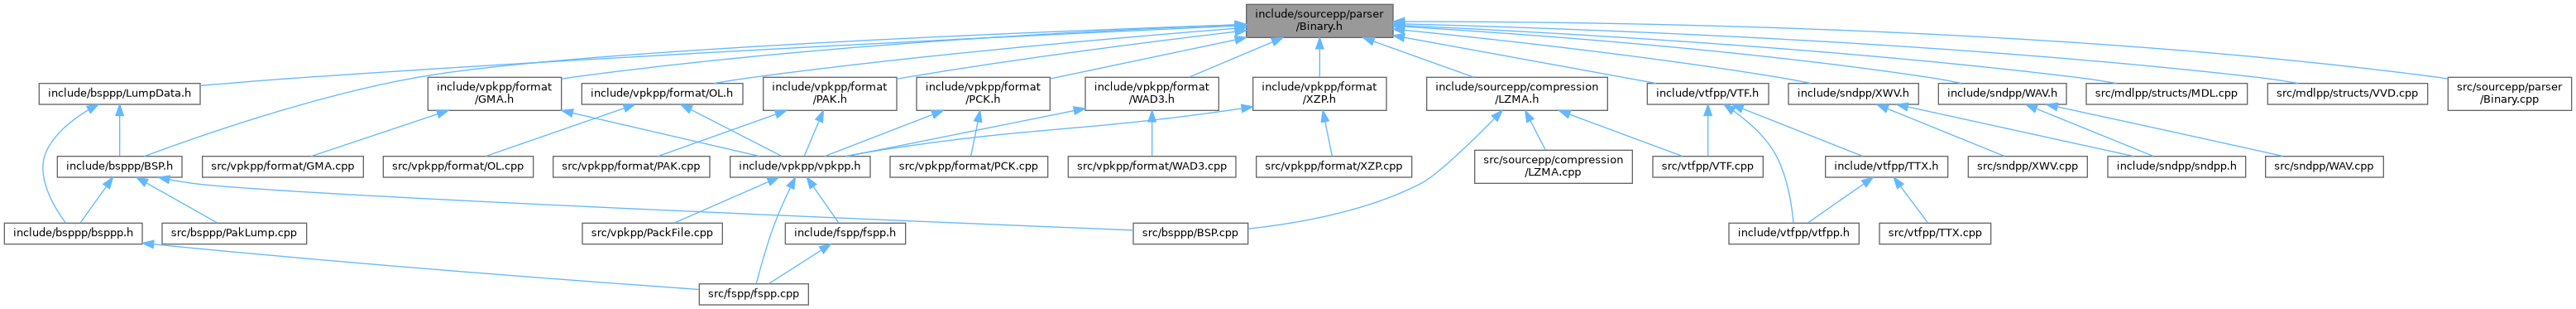 include/sourcepp/parser
/Binary.h
include/bsppp/LumpData.h
include/vpkpp/format
/GMA.h
include/vpkpp/format/OL.h
include/vpkpp/format
/PAK.h
include/vpkpp/format
/PCK.h
include/vpkpp/format
/WAD3.h
include/vpkpp/format
/XZP.h
include/sourcepp/compression
/LZMA.h
include/vtfpp/VTF.h
include/sndpp/XWV.h
include/sndpp/WAV.h
src/mdlpp/structs/MDL.cpp
src/mdlpp/structs/VVD.cpp
src/sourcepp/parser
/Binary.cpp
include/bsppp/BSP.h
src/vpkpp/format/GMA.cpp
src/vpkpp/format/OL.cpp
src/vpkpp/format/PAK.cpp
include/vpkpp/vpkpp.h
src/vpkpp/format/PCK.cpp
src/vpkpp/format/WAD3.cpp
src/vpkpp/format/XZP.cpp
src/sourcepp/compression
/LZMA.cpp
src/vtfpp/VTF.cpp
include/vtfpp/TTX.h
src/sndpp/XWV.cpp
include/sndpp/sndpp.h
src/sndpp/WAV.cpp
include/bsppp/bsppp.h
src/bsppp/PakLump.cpp
src/vpkpp/PackFile.cpp
include/fspp/fspp.h
src/bsppp/BSP.cpp
include/vtfpp/vtfpp.h
src/vtfpp/TTX.cpp
src/fspp/fspp.cpp